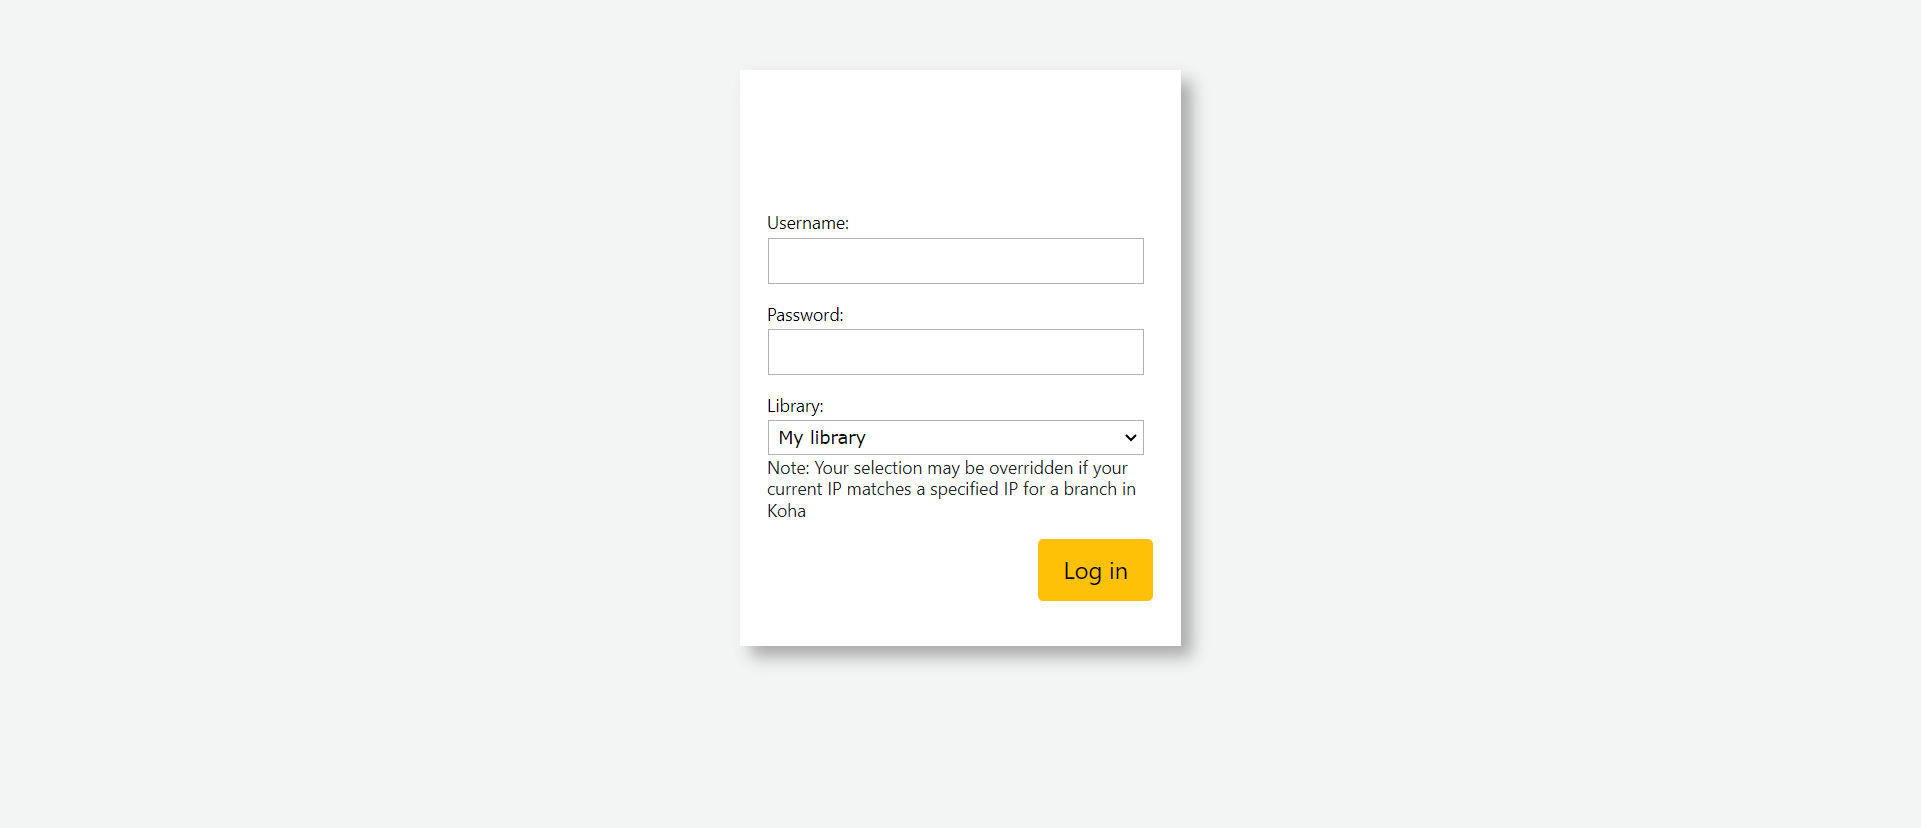 Username:
Password:
Library:
My library
Note: Your selection may be overridden if your
current IP matches a specified IP for a branch in
Koha
Log in